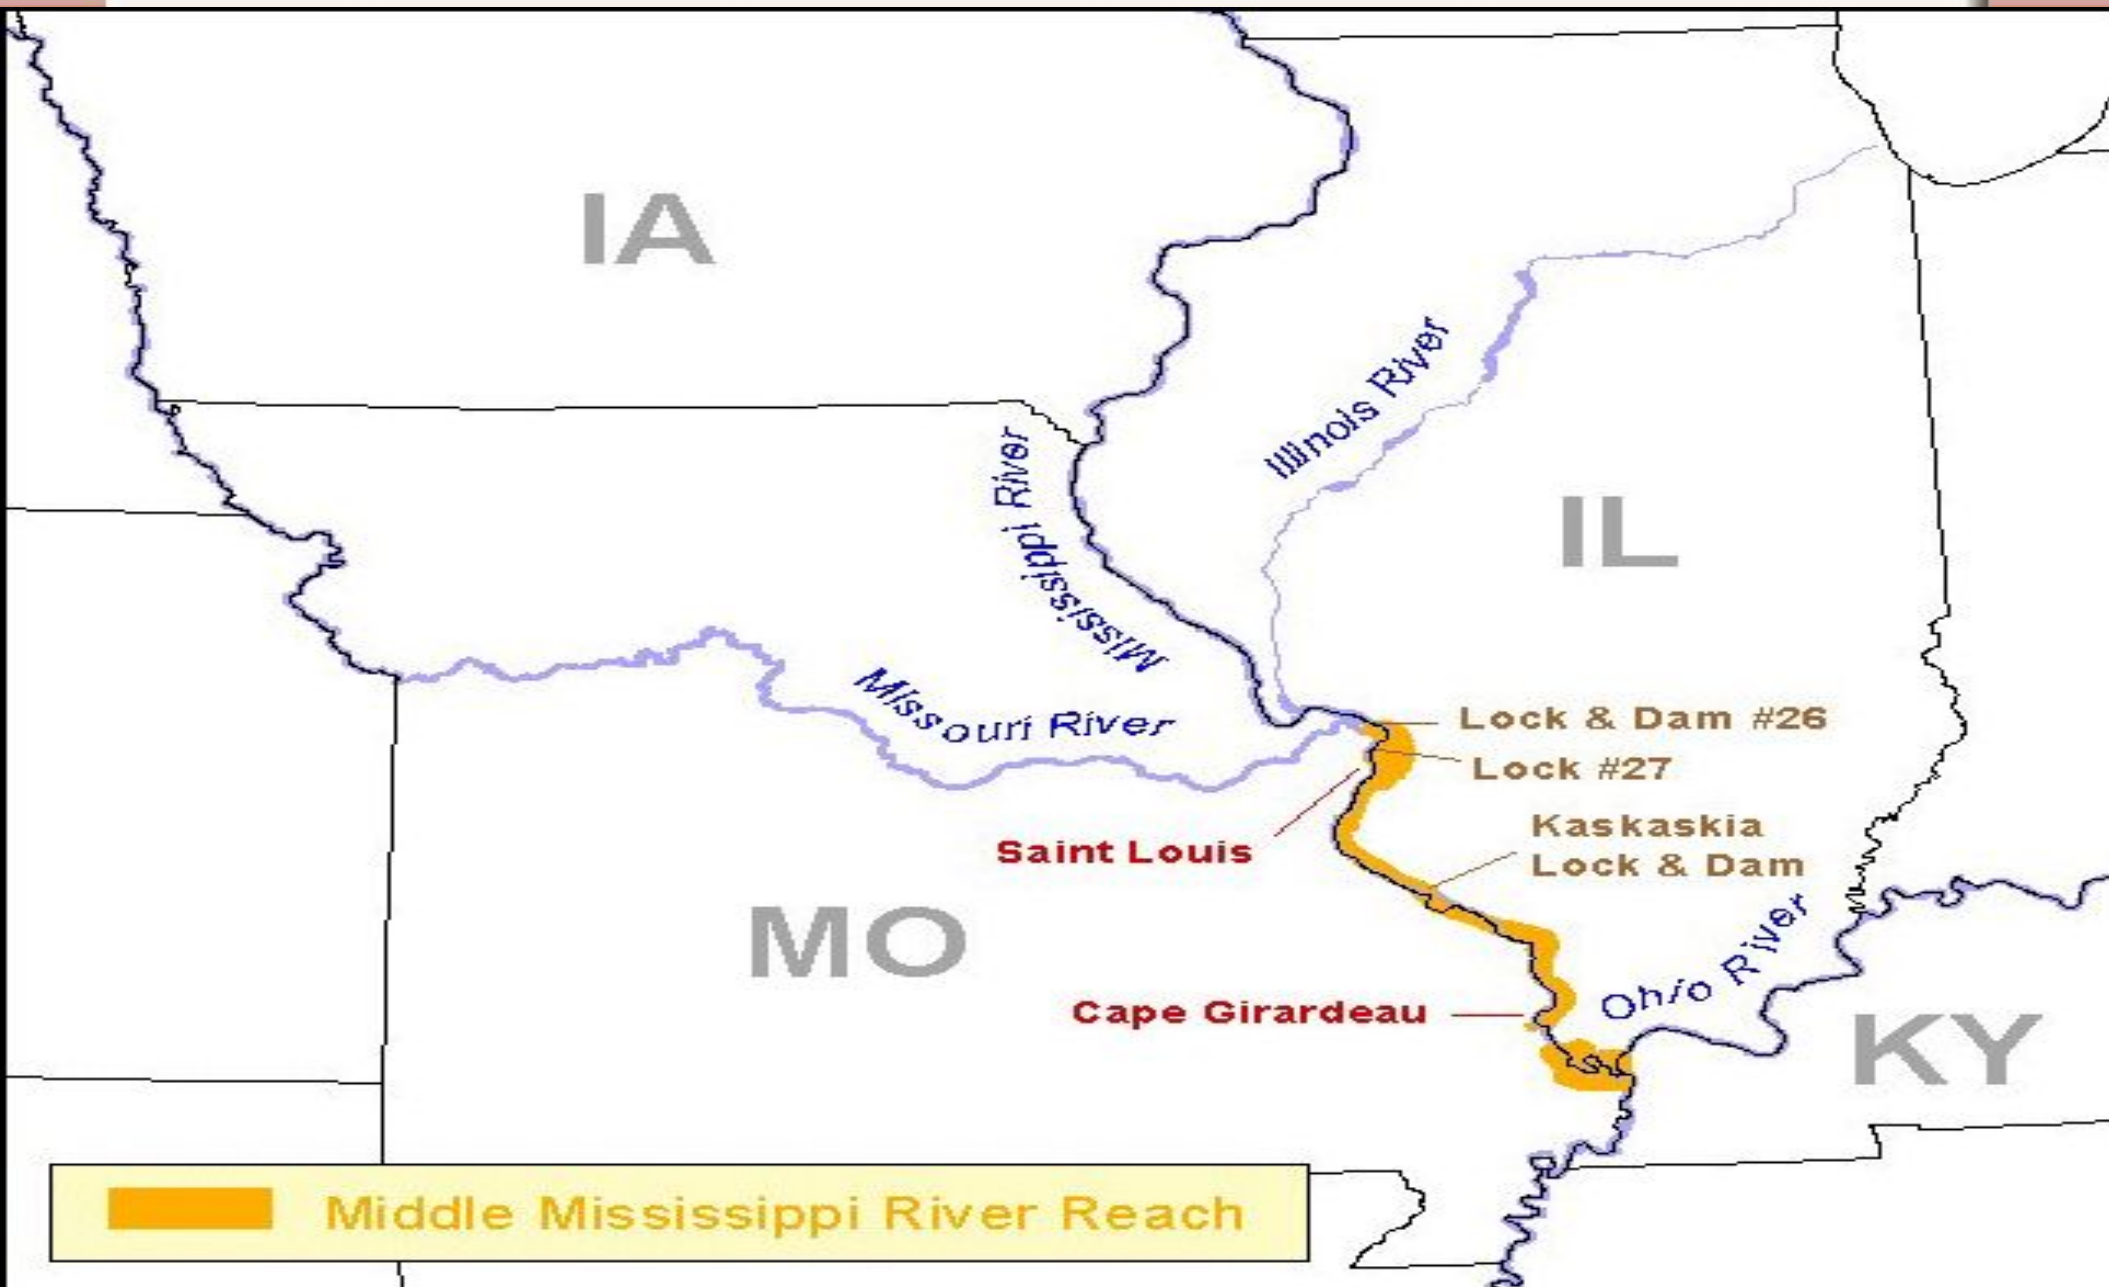 IA
Illinois River
Mississippi River
IL
Missouri River
Lock & Dam #26
Lock #27
Saint Louis
Kaskaskia
Lock & Dam
MO
Ohio River
Cape Girardeau
KY
Middle Mississippi River Reach